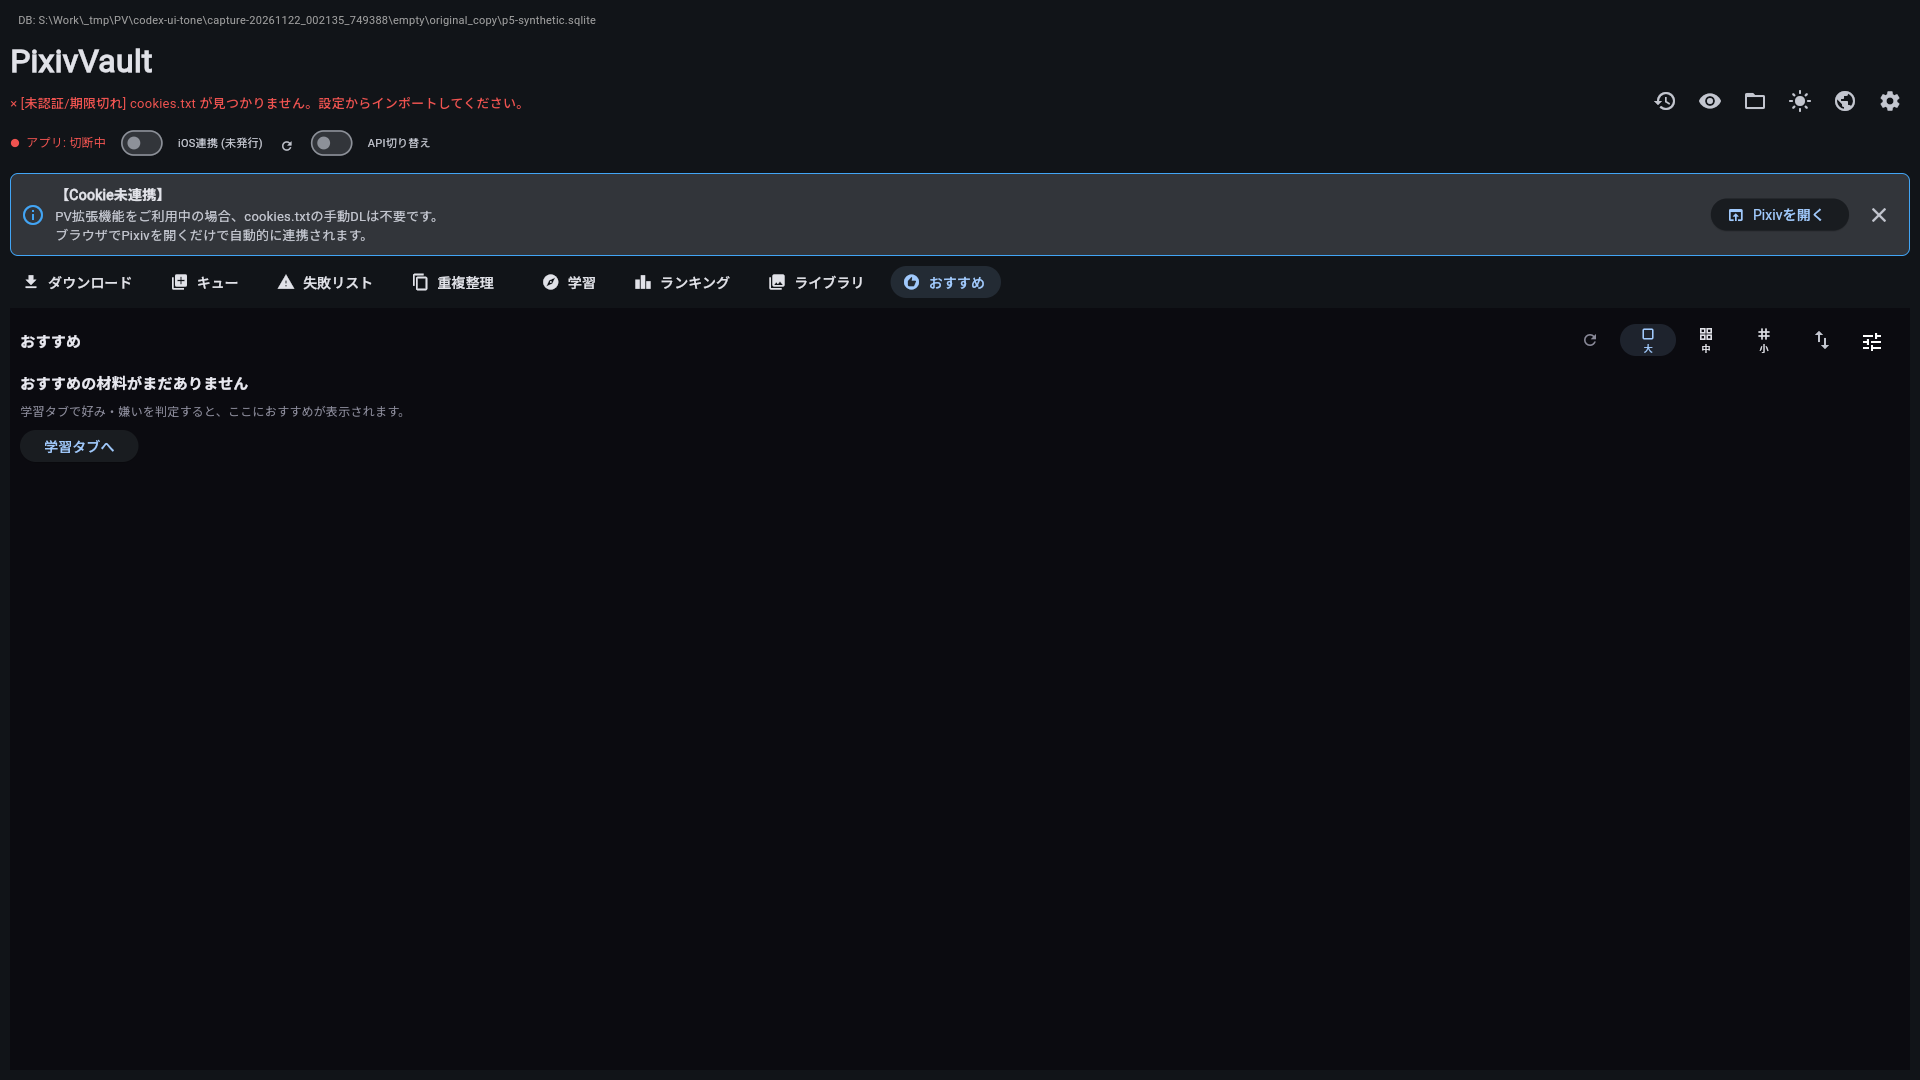 DB: S:\Work\_tmp\PV\codex-ui-tone\capture-20261122_002135_749388\empty\original_copy\p5-synthetic.sqlite
PixivVault
× [未認証/期限切れ] cookies.txt が見つかりません。設定からインポートしてください。
アプリ: 切断中 iOS連携 (未発行) API切り替え
【Cookie未連携】
PV拡張機能をご利用中の場合、cookies.txtの手動DLは不要です。
ブラウザでPixivを開くだけで自動的に連携されます。
Pixivを開く
ダウンロード キュー 失敗リスト 重複整理 学習 ランキング ライブラリ おすすめ
おすすめ
大 中 小
おすすめの材料がまだありません
学習タブで好み・嫌いを判定すると、ここにおすすめが表示されます。
学習タブへ